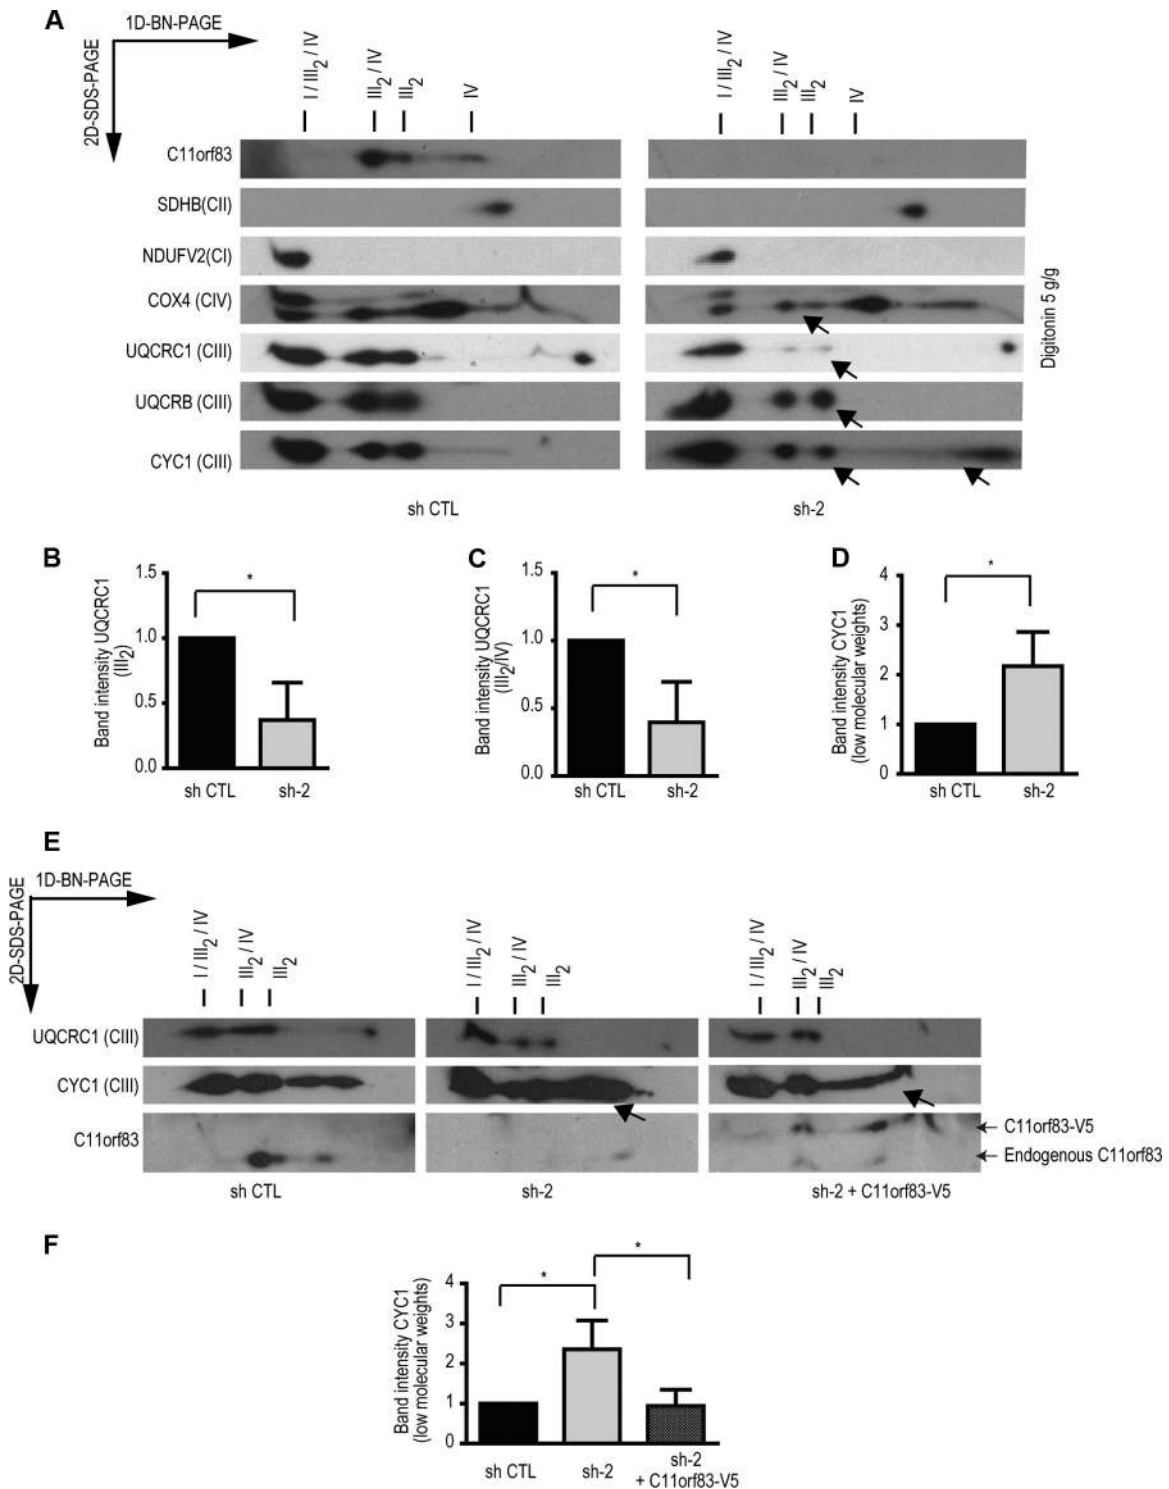 A
1D-BN-PAGE
2D-SDS-PAGE
I / III2 / IV
III2 / IV
III2
IV
I / III2 / IV
III2 / IV
III2
IV
C11orf83
SDHB(CII)
NDUFV2(CI)
COX4 (CIV)
UQCRC1 (CIII)
UQCRB (CIII)
CYC1 (CIII)
Digitonin 5 g/g
sh CTL
sh-2
B
Band intensity UQCRC1
(III2)
1.5
1.0
0.5
0.0
*
sh CTL
sh-2
C
Band intensity UQCRC1
(III2/IV)
1.5
1.0
0.5
0.0
*
sh CTL
sh-2
D
Band intensity CYC1
(low molecular weights)
4
3
2
1
0
*
sh CTL
sh-2
E
1D-BN-PAGE
2D-SDS-PAGE
I / III2 / IV
III2 / IV
III2
I / III2 / IV
III2 / IV
III2
I / III2 / IV
III2 / IV
III2
UQCRC1 (CIII)
CYC1 (CIII)
C11orf83
C11orf83-V5
Endogenous C11orf83
sh CTL
sh-2
sh-2 + C11orf83-V5
F
Band intensity CYC1
(low molecular weights)
4
3
2
1
0
*
*
sh CTL
sh-2
sh-2
+ C11orf83-V5